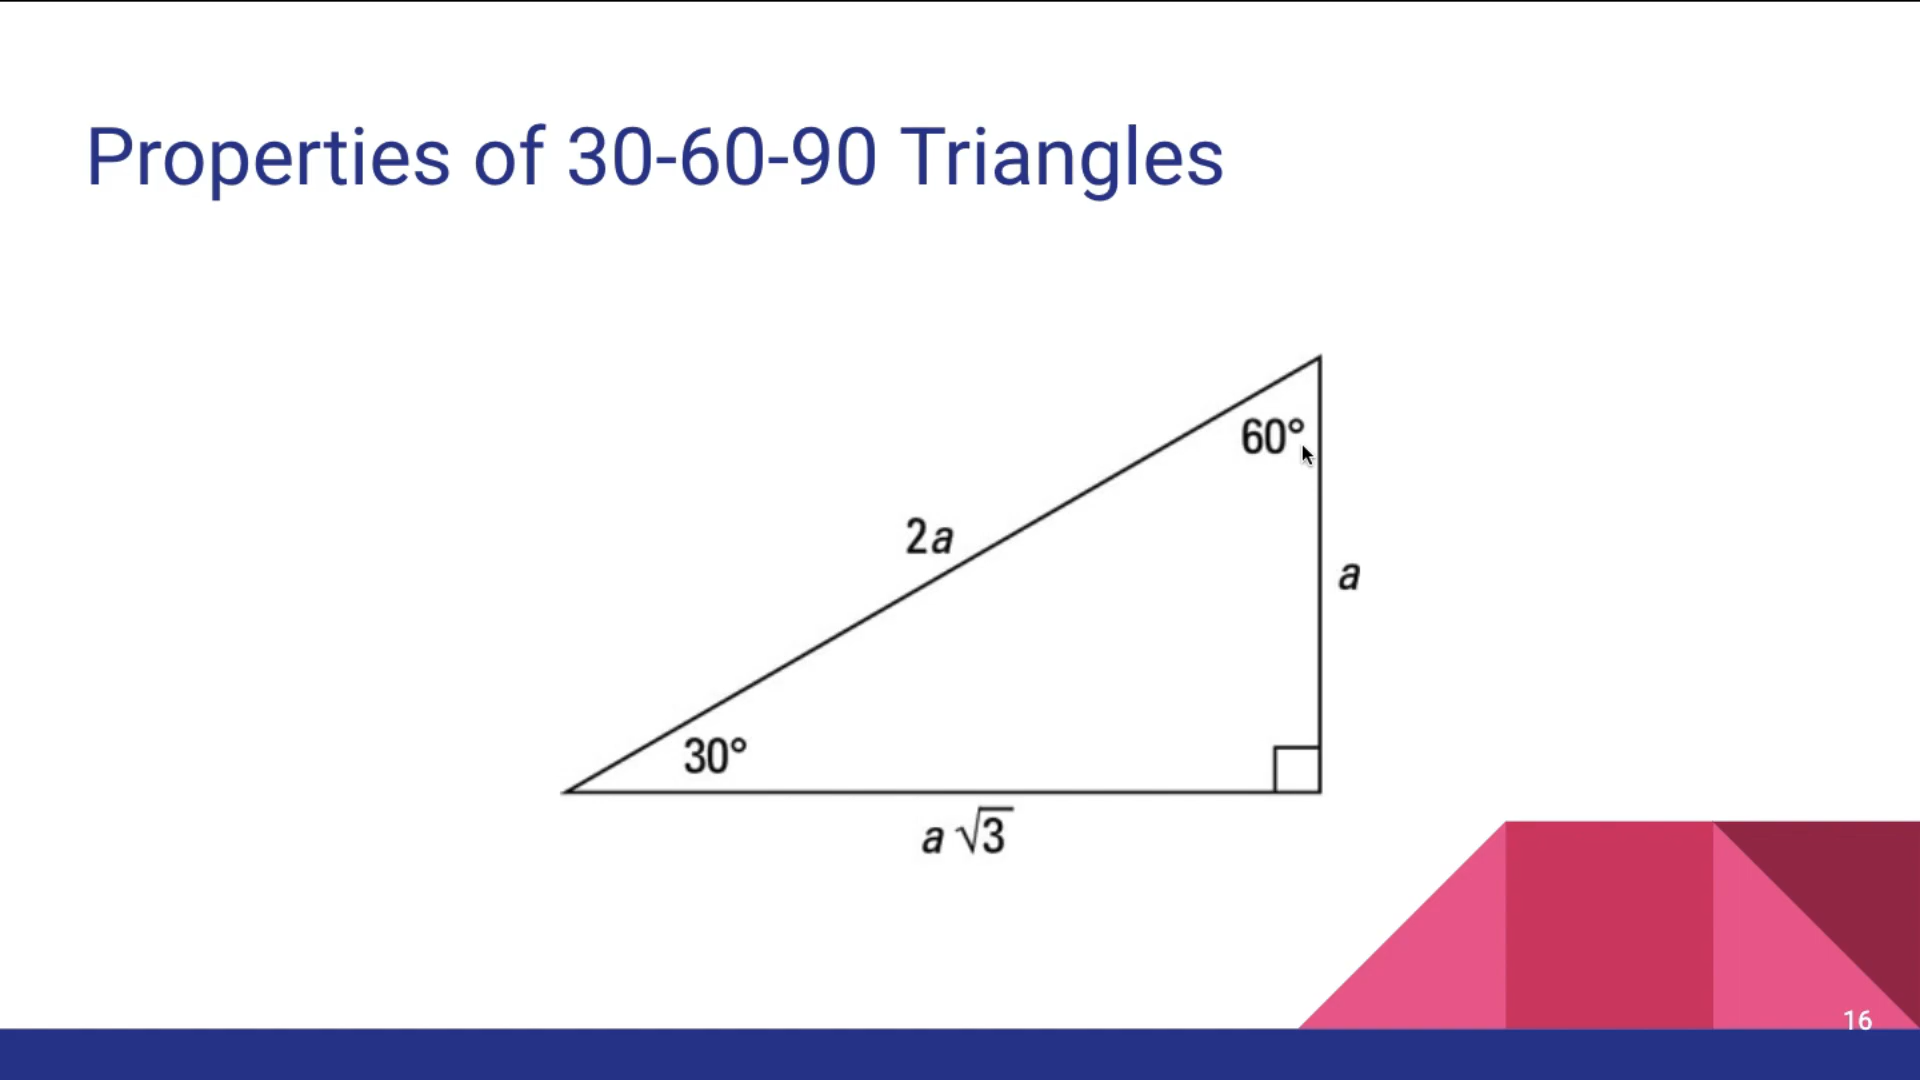 Properties of 30-60-90 Triangles
60°
2a
a
30°
a √3
16